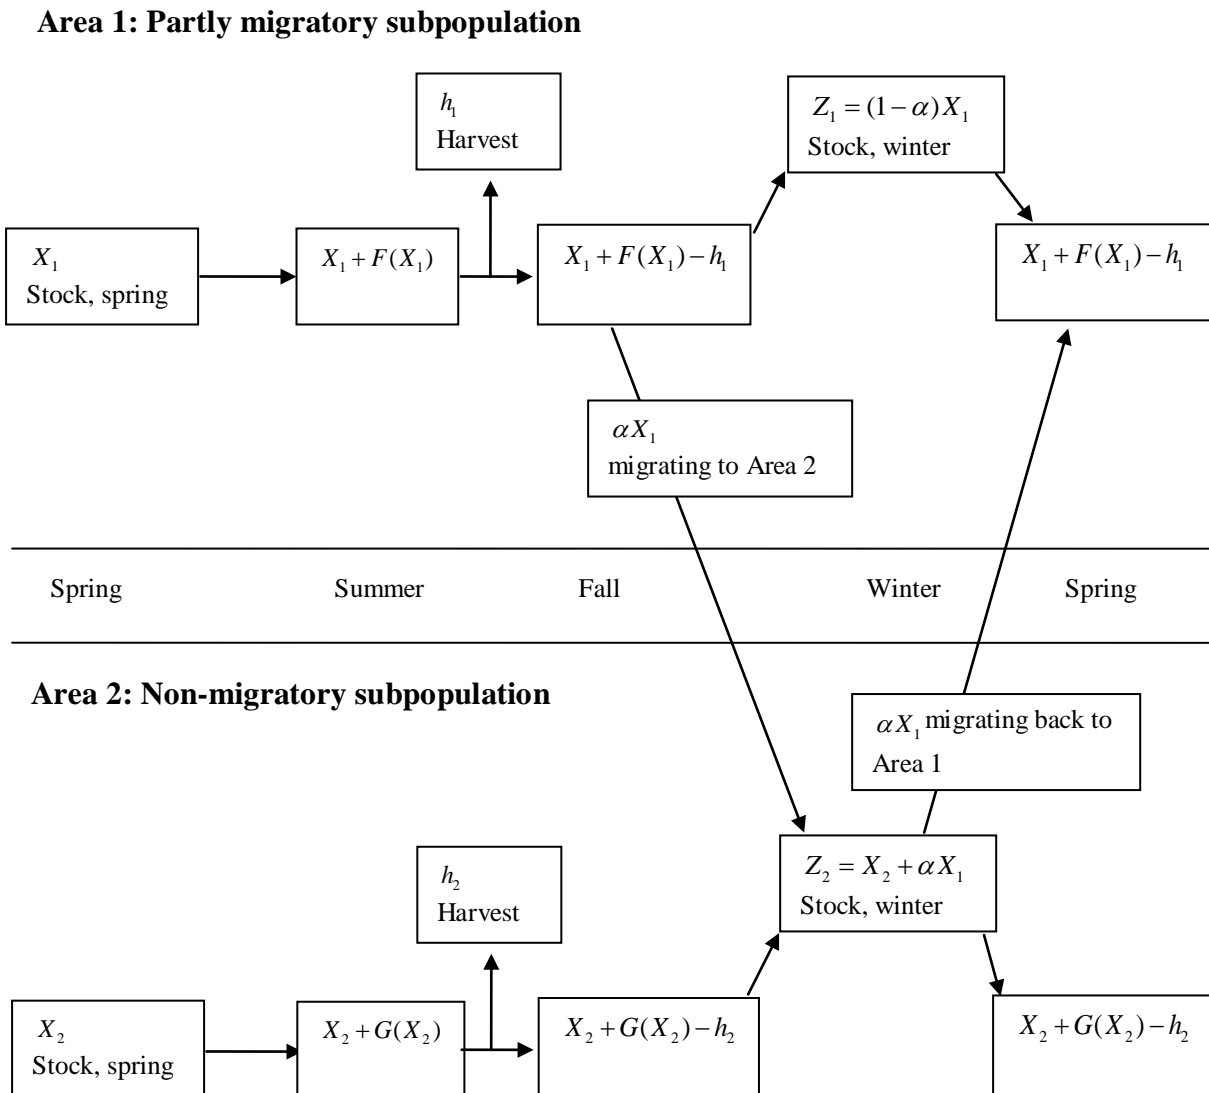 Area 1: Partly migratory subpopulation
h₁
Harvest
Z₁ = (1 − α)X₁
Stock, winter
X₁
Stock, spring
X₁ + F(X₁)
X₁ + F(X₁) − h₁
X₁ + F(X₁) − h₁
αX₁
migrating to Area 2
Spring Summer Fall Winter Spring
Area 2: Non-migratory subpopulation
αX₁ migrating back to
Area 1
h₂
Harvest
Z₂ = X₂ + αX₁
Stock, winter
X₂
Stock, spring
X₂ + G(X₂)
X₂ + G(X₂) − h₂
X₂ + G(X₂) − h₂